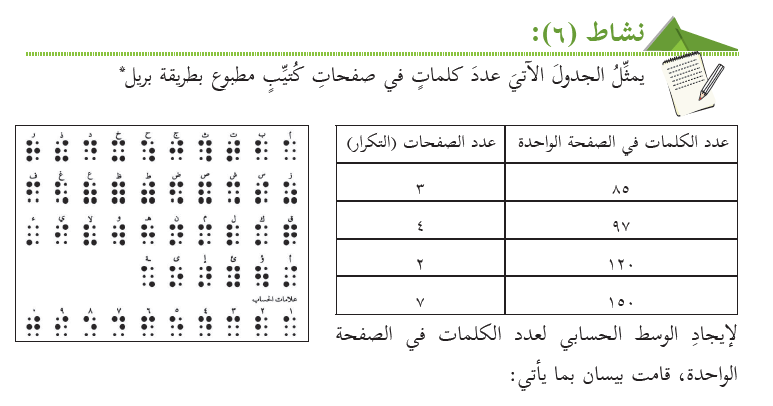 نشاط (٦):
يمثِّلُ الجدولَ الآتيَ عددَ كلماتٍ في صفحاتِ كُتيِّبٍ مطبوع بطريقة بريل*
عدد الكلمات في الصفحة الواحدة عدد الصفحات (التكرار)
٨٥ ٣
٩٧ ٤
١٢٠ ٢
١٥٠ ٧
أ ب ت ث ج ح خ د ذ ر
ز س ش ص ض ط ظ ع غ ف
ق ك ل م ن هـ و لا ي ء
أ ؤ ئ إ ى ة
علامات الحساب
١ ٢ ٣ ٤ ٥ ٦ ٧ ٨ ٩ ٠
لإيجادِ الوسط الحسابي لعدد الكلمات في الصفحة
الواحدة، قامت بيسان بما يأتي: